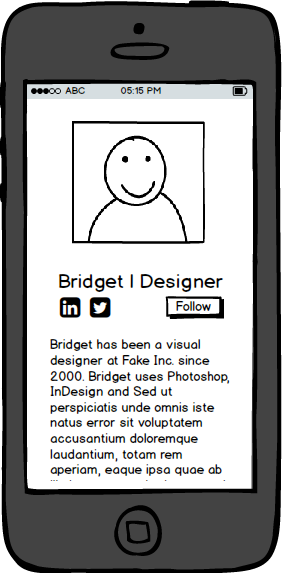 ABC 05:15 PM
Bridget | Designer
in
Follow
Bridget has been a visual
designer at Fake Inc. since
2000. Bridget uses Photoshop,
InDesign and Sed ut
perspiciatis unde omnis iste
natus error sit voluptatem
accusantium doloremque
laudantium, totam rem
aperiam, eaque ipsa quae ab